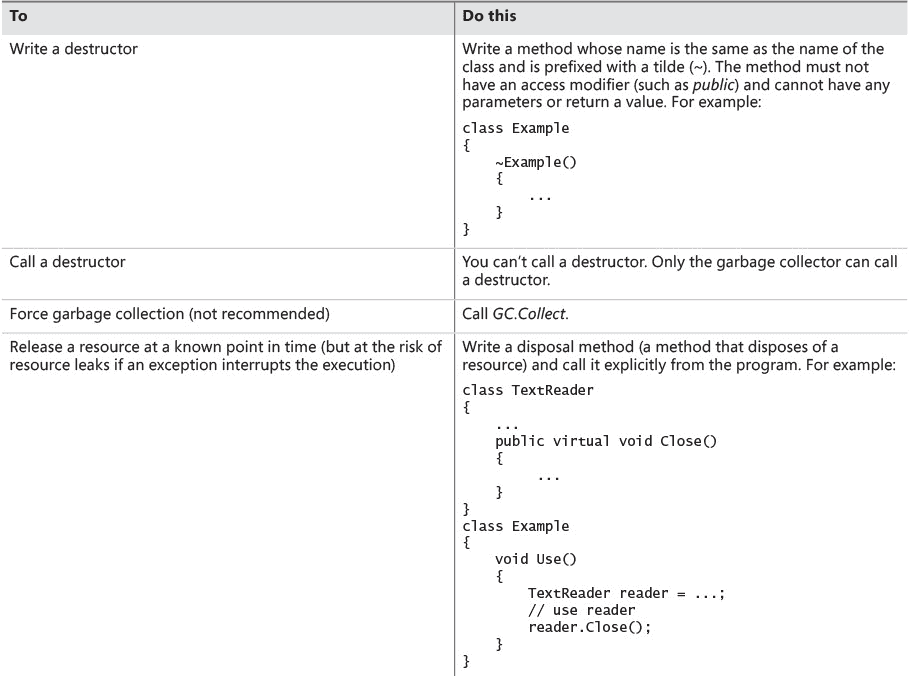 To
Do this
Write a destructor
Write a method whose name is the same as the name of the
class and is prefixed with a tilde (~). The method must not
have an access modifier (such as public) and cannot have any
parameters or return a value. For example:
class Example
{
    ~Example()
    {
        ...
    }
}
Call a destructor
You can’t call a destructor. Only the garbage collector can call
a destructor.
Force garbage collection (not recommended)
Call GC.Collect.
Release a resource at a known point in time (but at the risk of
resource leaks if an exception interrupts the execution)
Write a disposal method (a method that disposes of a
resource) and call it explicitly from the program. For example:
class TextReader
{
    ...
    public virtual void Close()
    {
         ...
    }
}
class Example
{
    void Use()
    {
        TextReader reader = ...;
        // use reader
        reader.Close();
    }
}